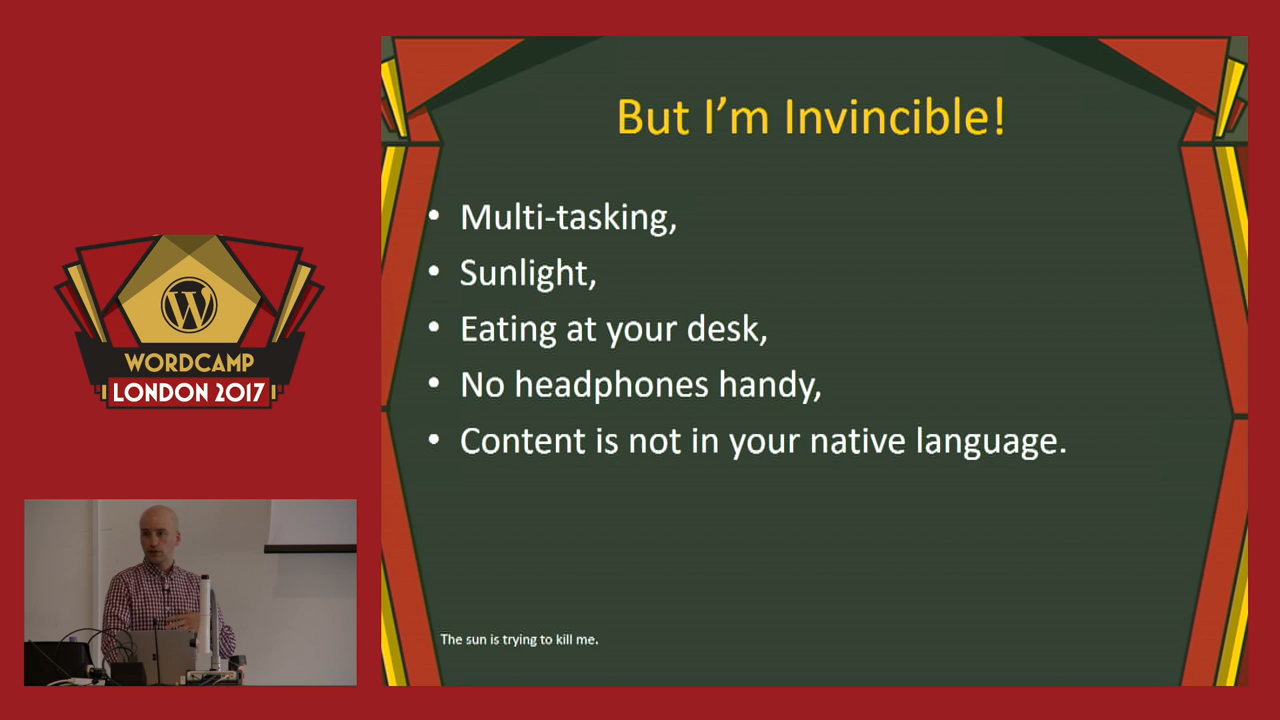 But I'm Invincible!
• Multi-tasking,
• Sunlight,
• Eating at your desk,
• No headphones handy,
• Content is not in your native language.
The sun is trying to kill me.
W
WORDCAMP
LONDON 2017